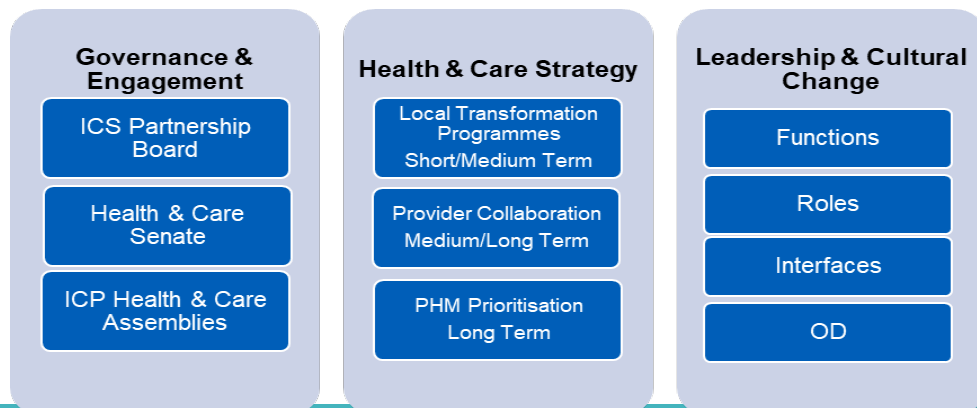 Governance &
Engagement
ICS Partnership
Board
Health & Care
Senate
ICP Health & Care
Assemblies
Health & Care Strategy
Local Transformation
Programmes
Short/Medium Term
Provider Collaboration
Medium/Long Term
PHM Prioritisation
Long Term
Leadership & Cultural
Change
Functions
Roles
Interfaces
OD